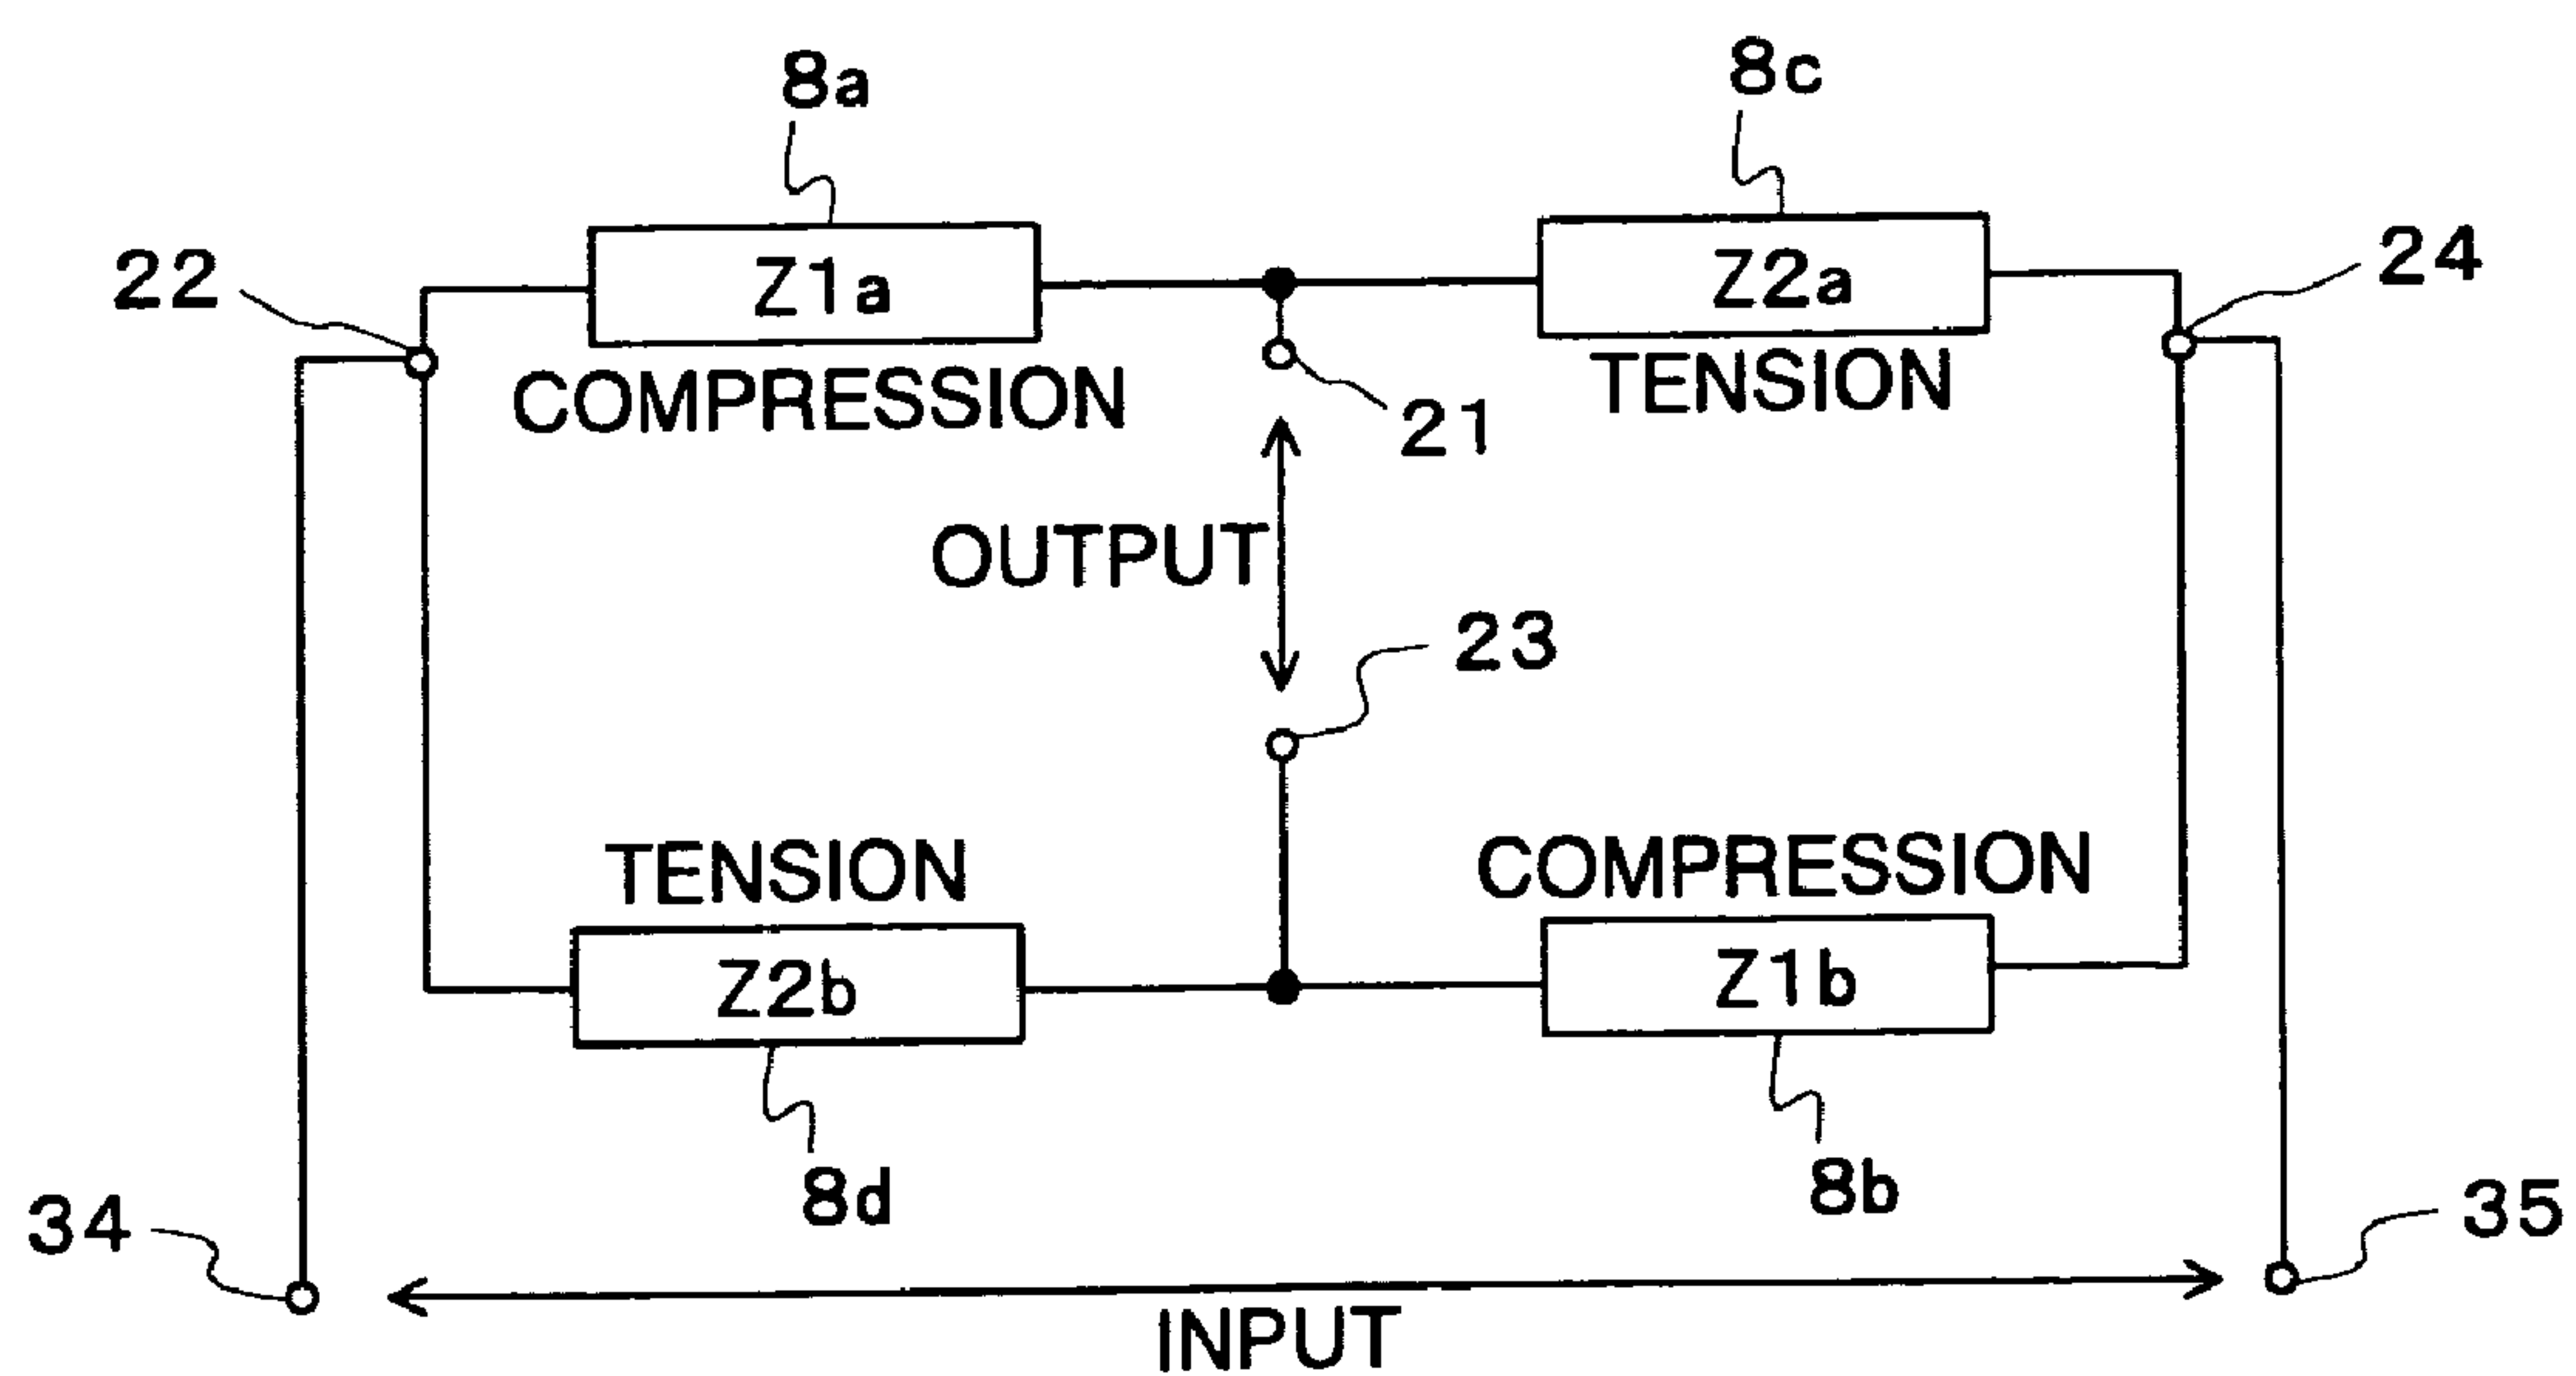 8a
8c
22
Z1a
Z2a
24
COMPRESSION
TENSION
21
OUTPUT
23
TENSION
COMPRESSION
Z2b
Z1b
8d
8b
34
35
INPUT